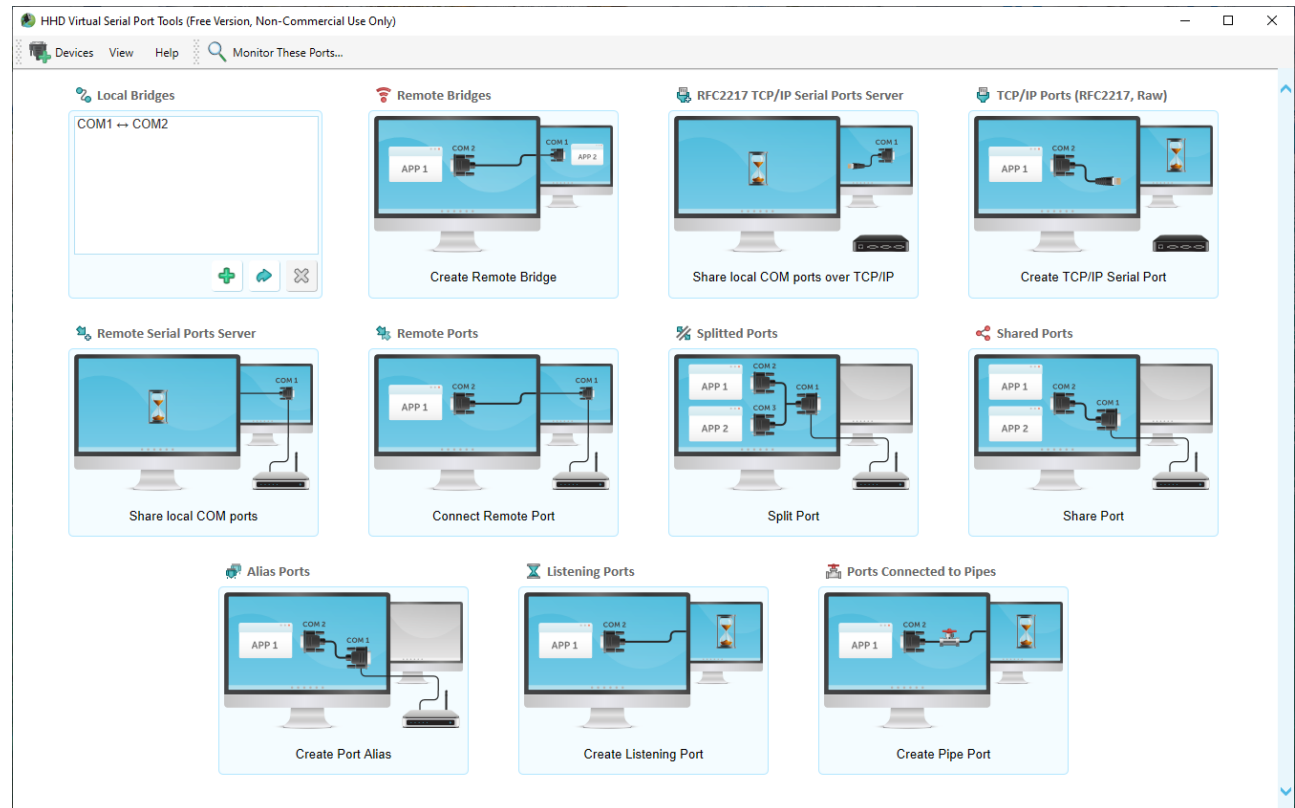 HHD Virtual Serial Port Tools (Free Version, Non-Commercial Use Only)
Devices View Help Monitor These Ports...
Local Bridges
COM1 ↔ COM2
Remote Bridges
APP 1
COM 2
COM 1
APP 2
Create Remote Bridge
RFC2217 TCP/IP Serial Ports Server
COM 1
Share local COM ports over TCP/IP
TCP/IP Ports (RFC2217, Raw)
APP 1
COM 2
Create TCP/IP Serial Port
Remote Serial Ports Server
COM 1
Share local COM ports
Remote Ports
APP 1
COM 2
COM 1
Connect Remote Port
Splitted Ports
APP 1
COM 2
COM 1
APP 2
COM 3
Split Port
Shared Ports
APP 1
COM 2
COM 1
APP 2
Share Port
Alias Ports
APP 1
COM 2
COM 1
Create Port Alias
Listening Ports
APP 1
COM 2
Create Listening Port
Ports Connected to Pipes
APP 1
COM 2
Create Pipe Port